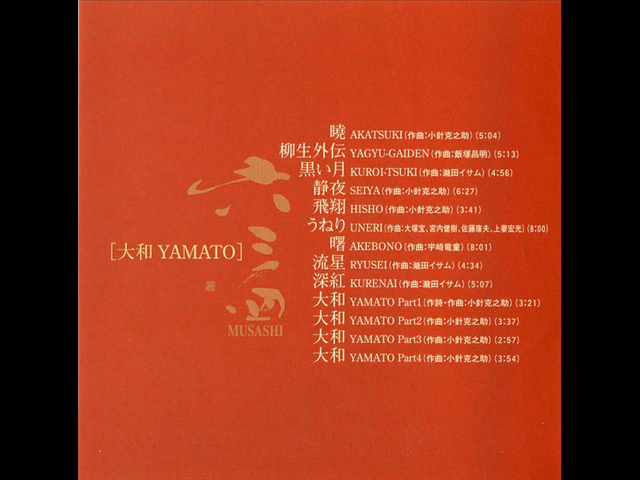 暁 AKATSUKI(作曲:小針克之助) (5:04)
柳生外伝 YAGYU-GAIDEN(作曲:飯塚昌明) (5:13)
黒い月 KUROI-TSUKI(作曲:瀧田イサム) (4:56)
静夜 SEIYA(作曲:小針克之助) (6:27)
飛翔 HISHO(作曲:小針克之助) (3:41)
うねり UNERI(作曲:大塚宝、宮内健樹、佐藤康夫、上妻宏光) (8:00)
曙 AKEBONO(作曲:宇崎竜童) (8:01)
流星 RYUSEI(作曲:瀧田イサム) (4:34)
深紅 KURENAI(作曲:瀧田イサム) (5:07)
大和 YAMATO Part1(作詩・作曲:小針克之助) (3:21)
大和 YAMATO Part2(作曲:小針克之助) (3:37)
大和 YAMATO Part3(作曲:小針克之助) (2:57)
大和 YAMATO Part4(作曲:小針克之助) (3:54)
[大和 YAMATO]
六三四
MUSASHI